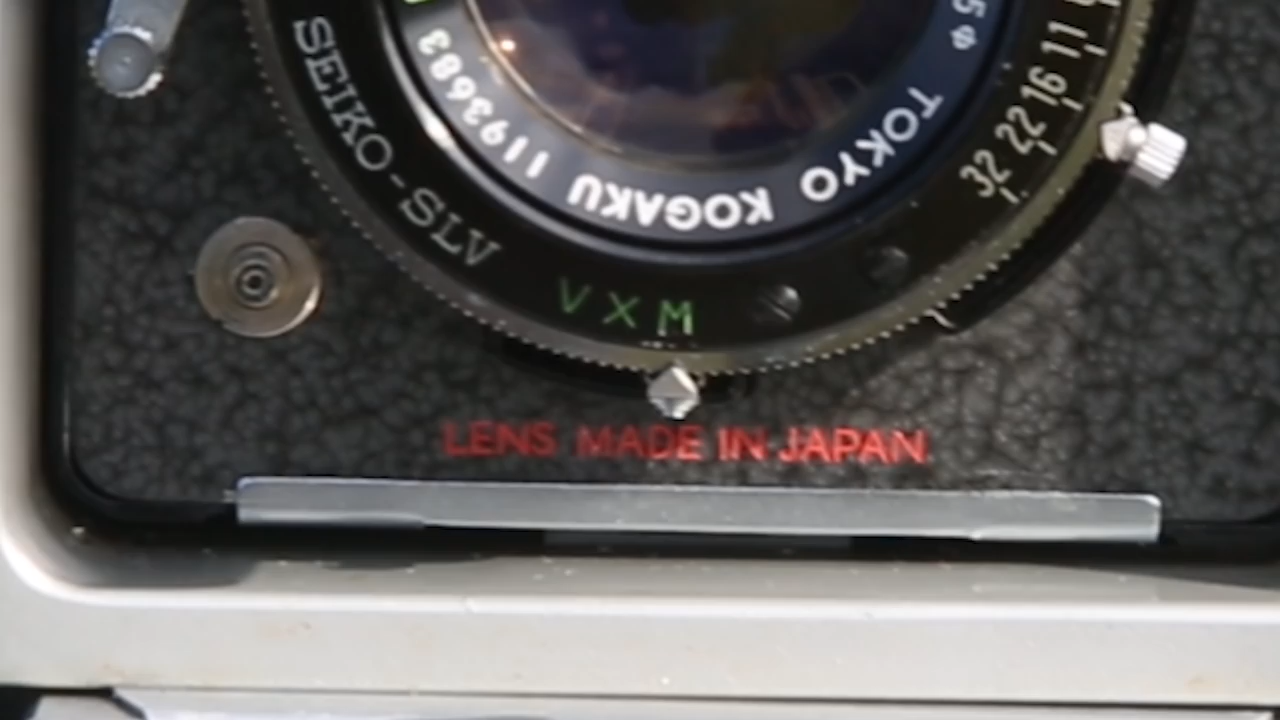 SEIKO-SLV
TOKYO KOGAKU 1193683
11 16 22 32
V X M
LENS MADE IN JAPAN